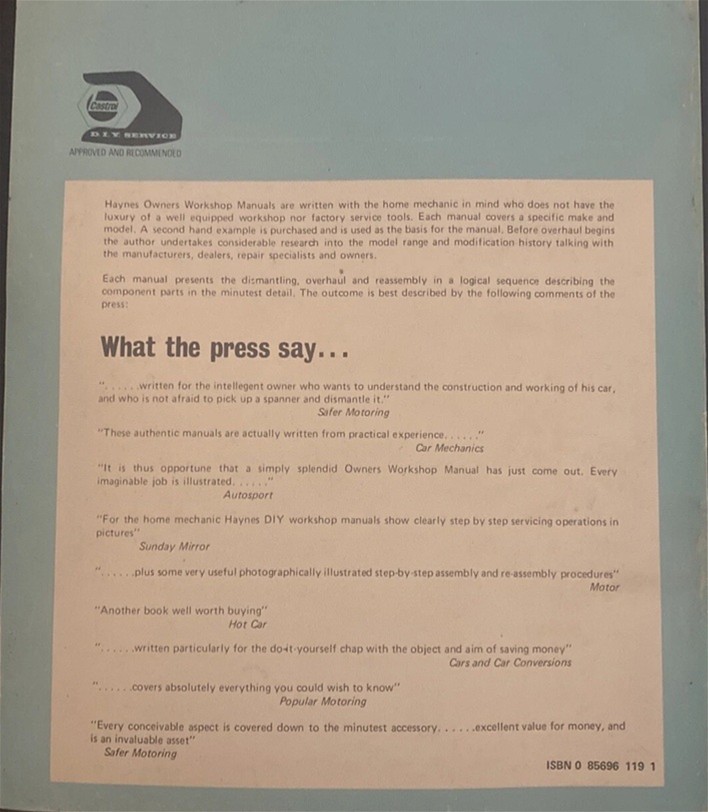 Castrol
D.I.Y. SERVICE
APPROVED AND RECOMMENDED
Haynes Owners Workshop Manuals are written with the home mechanic in mind who does not have the
luxury of a well equipped workshop nor factory service tools. Each manual covers a specific make and
model. A second hand example is purchased and is used as the basis for the manual. Before overhaul begins
the author undertakes considerable research into the model range and modification history talking with
the manufacturers, dealers, repair specialists and owners.
Each manual presents the dismantling, overhaul and reassembly in a logical sequence describing the
component parts in the minutest detail. The outcome is best described by the following comments of the
press:
What the press say...
"......written for the intellegent owner who wants to understand the construction and working of his car,
and who is not afraid to pick up a spanner and dismantle it."
Safer Motoring
"These authentic manuals are actually written from practical experience......"
Car Mechanics
"It is thus opportune that a simply splendid Owners Workshop Manual has just come out. Every
imaginable job is illustrated......"
Autosport
"For the home mechanic Haynes DIY workshop manuals show clearly step by step servicing operations in
pictures"
Sunday Mirror
"......plus some very useful photographically illustrated step-by-step assembly and re-assembly procedures"
Motor
"Another book well worth buying"
Hot Car
"......written particularly for the do-it-yourself chap with the object and aim of saving money"
Cars and Car Conversions
"......covers absolutely everything you could wish to know"
Popular Motoring
"Every conceivable aspect is covered down to the minutest accessory......excellent value for money, and
is an invaluable asset"
Safer Motoring
ISBN 0 85696 119 1